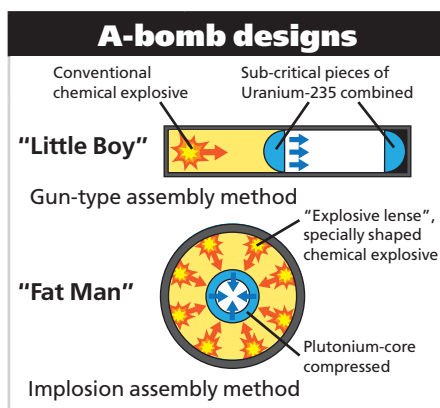 A-bomb designs
Conventional
chemical explosive
Sub-critical pieces of
Uranium-235 combined
"Little Boy"
Gun-type assembly method
"Explosive lense",
specially shaped
chemical explosive
"Fat Man"
Plutonium-core
compressed
Implosion assembly method